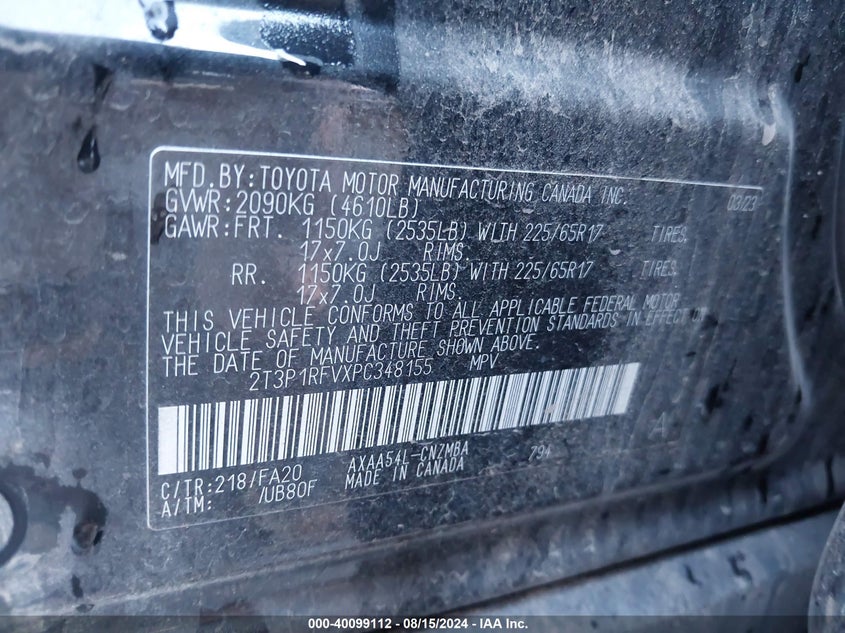 MFD.BY:TOYOTA MOTOR MANUFACTURING CANADA INC. 03/23
GVWR:2090KG (4610LB)
GAWR:FRT. 1150KG (2535LB) WITH 225/65R17 TIRES.
17x7.0J RIMS.
RR. 1150KG (2535LB) WITH 225/65R17 TIRES.
17x7.0J RIMS.
THIS VEHICLE CONFORMS TO ALL APPLICABLE FEDERAL MOTOR
VEHICLE SAFETY AND THEFT PREVENTION STANDARDS IN EFFECT ON
THE DATE OF MANUFACTURE SHOWN ABOVE.
2T3P1RFVXPC348155 MPV
C/TR:218/FA20 AXAA54L-CNZMBA 794 A
A/TM: /UB80F MADE IN CANADA
000-40099112 - 08/15/2024 - IAA Inc.